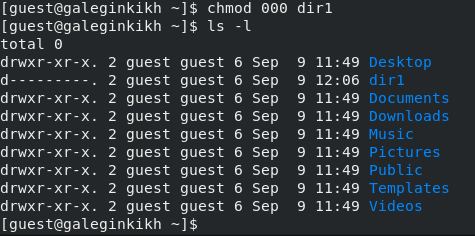 [guest@galeginkikh ~]$ chmod 000 dir1
[guest@galeginkikh ~]$ ls -l
total 0
drwxr-xr-x. 2 guest guest 6 Sep  9 11:49 Desktop
d---------. 2 guest guest 6 Sep  9 12:06 dir1
drwxr-xr-x. 2 guest guest 6 Sep  9 11:49 Documents
drwxr-xr-x. 2 guest guest 6 Sep  9 11:49 Downloads
drwxr-xr-x. 2 guest guest 6 Sep  9 11:49 Music
drwxr-xr-x. 2 guest guest 6 Sep  9 11:49 Pictures
drwxr-xr-x. 2 guest guest 6 Sep  9 11:49 Public
drwxr-xr-x. 2 guest guest 6 Sep  9 11:49 Templates
drwxr-xr-x. 2 guest guest 6 Sep  9 11:49 Videos
[guest@galeginkikh ~]$